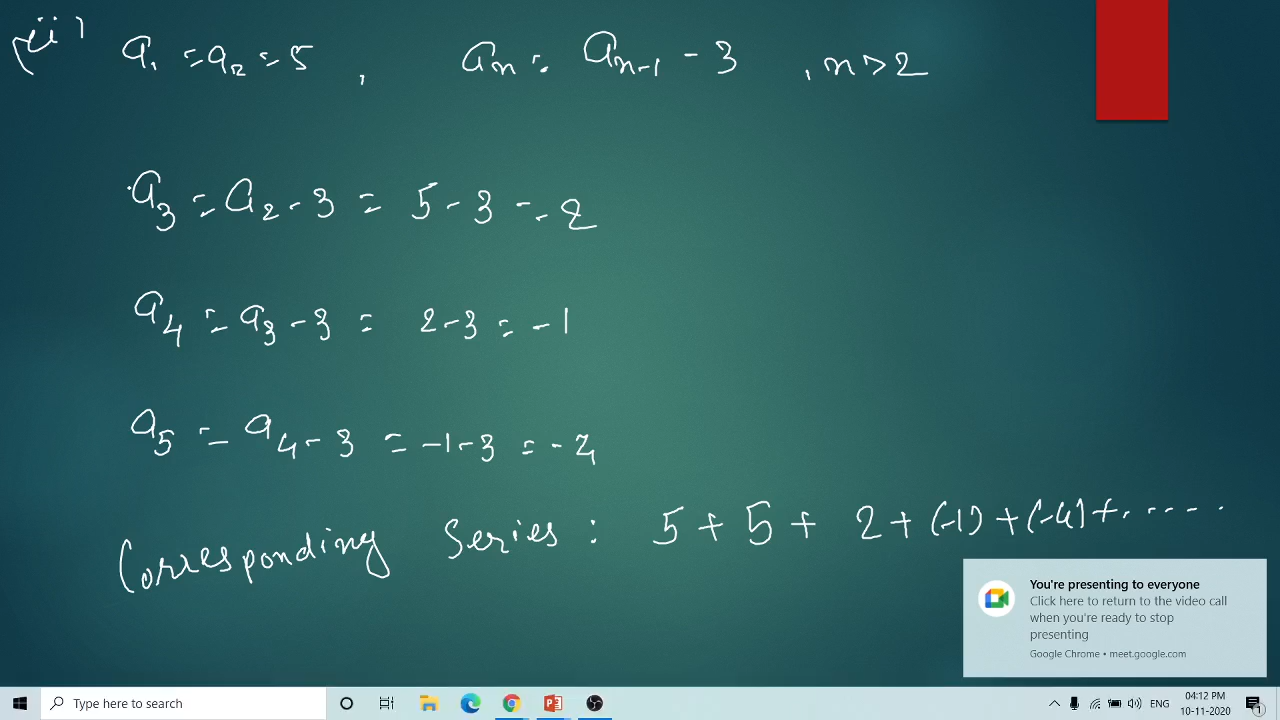 (ii) a₁ = a₂ = 5 , aₙ = aₙ₋₁ - 3 , n > 2
a₃ = a₂ - 3 = 5 - 3 = 2
a₄ = a₃ - 3 = 2 - 3 = -1
a₅ = a₄ - 3 = -1 - 3 = -4
Corresponding Series : 5 + 5 + 2 + (-1) + (-4) + ......
You're presenting to everyone
Click here to return to the video call
when you're ready to stop
presenting
Google Chrome • meet.google.com
Type here to search
ENG
04:12 PM
10-11-2020
1